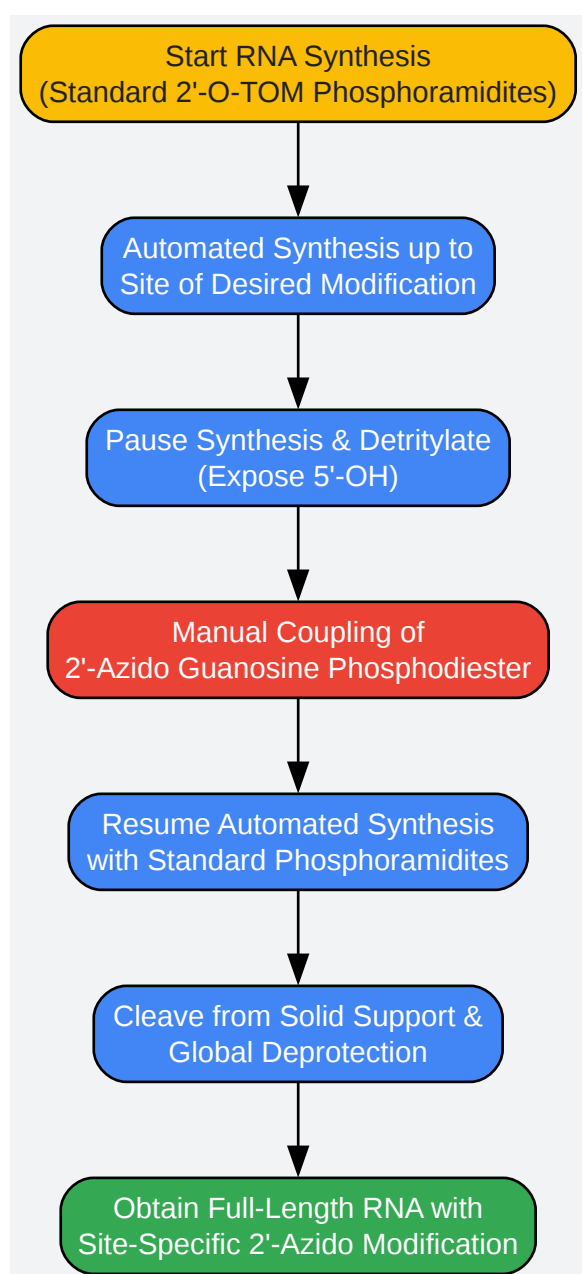 Start RNA Synthesis
(Standard 2'-O-TOM Phosphoramidites)
Automated Synthesis up to
Site of Desired Modification
Pause Synthesis & Detritylate
(Expose 5'-OH)
Manual Coupling of
2'-Azido Guanosine Phosphodiester
Resume Automated Synthesis
with Standard Phosphoramidites
Cleave from Solid Support &
Global Deprotection
Obtain Full-Length RNA with
Site-Specific 2'-Azido Modification